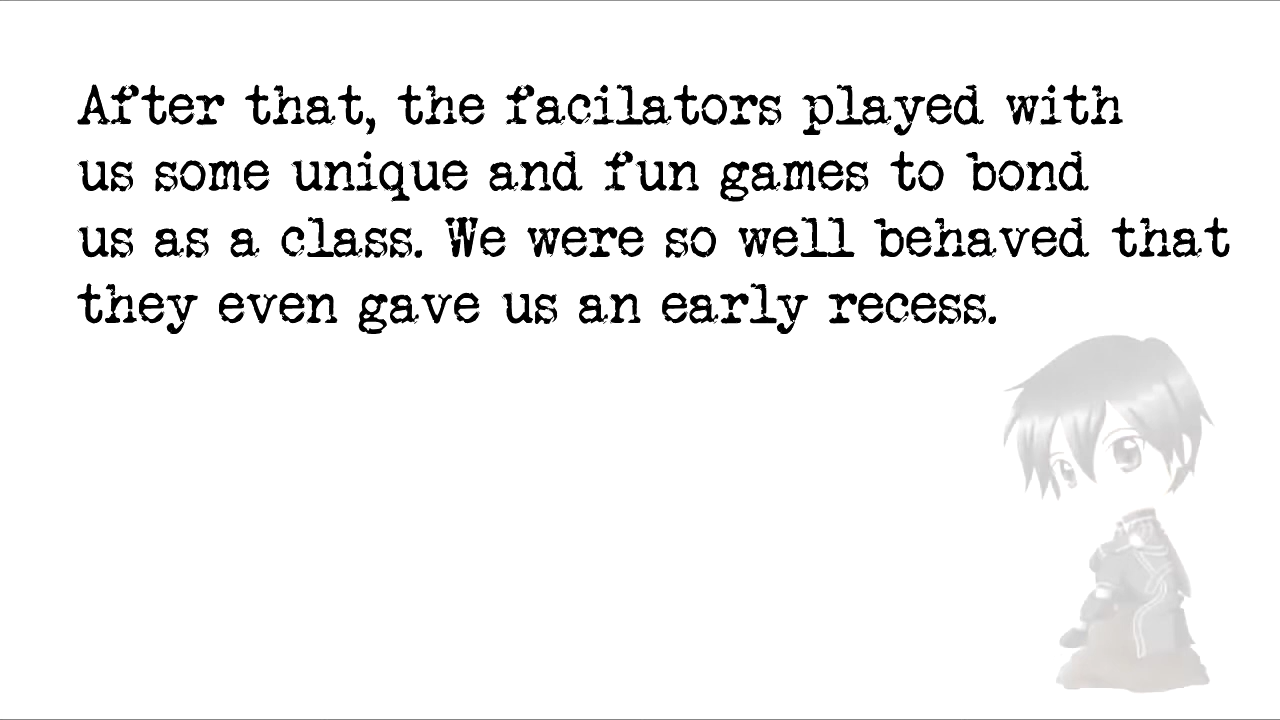 After that, the facilators played with
us some unique and fun games to bond
us as a class. We were so well behaved that
they even gave us an early recess.